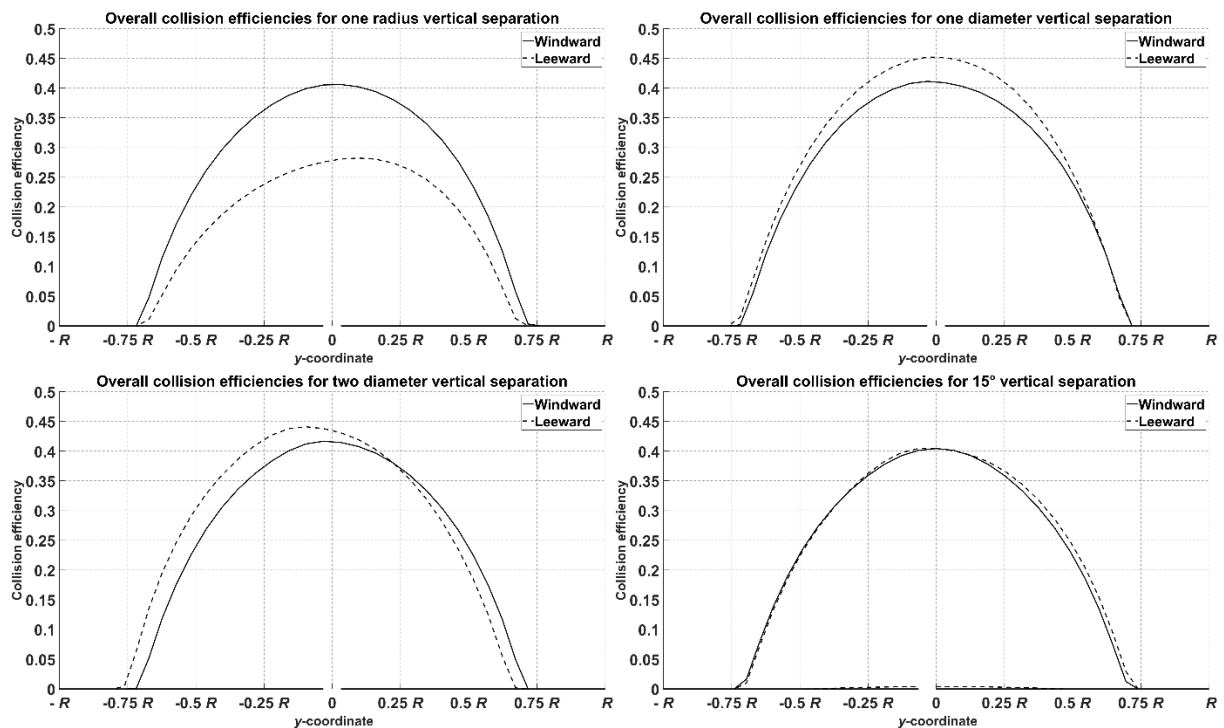 Overall collision efficiencies for one radius vertical separation
0.5
0.45
0.4
0.35
0.3
0.25
0.2
0.15
0.1
0.05
0
Collision efficiency
Windward
Leeward
- R
-0.75 R
-0.5 R
-0.25 R
0
0.25 R
0.5 R
0.75 R
R
y-coordinate
Overall collision efficiencies for one diameter vertical separation
0.5
0.45
0.4
0.35
0.3
0.25
0.2
0.15
0.1
0.05
0
Collision efficiency
Windward
Leeward
- R
-0.75 R
-0.5 R
-0.25 R
0
0.25 R
0.5 R
0.75 R
R
y-coordinate
Overall collision efficiencies for two diameter vertical separation
0.5
0.45
0.4
0.35
0.3
0.25
0.2
0.15
0.1
0.05
0
Collision efficiency
Windward
Leeward
- R
-0.75 R
-0.5 R
-0.25 R
0
0.25 R
0.5 R
0.75 R
R
y-coordinate
Overall collision efficiencies for 15° vertical separation
0.5
0.45
0.4
0.35
0.3
0.25
0.2
0.15
0.1
0.05
0
Collision efficiency
Windward
Leeward
- R
-0.75 R
-0.5 R
-0.25 R
0
0.25 R
0.5 R
0.75 R
R
y-coordinate